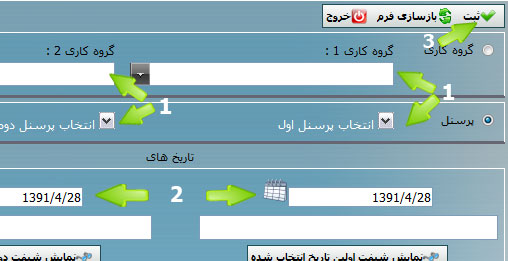 ثبت بازسازی فرم خروج
3
گروه کاری گروه کاری 1 : گروه کاری 2 :
1 1
پرسنل انتخاب پرسنل اول انتخاب پرسنل دوم
تاریخ های
1391/4/28 2 1391/4/28
نمایش شیفت اولین تاریخ انتخاب شده نمایش شیفت